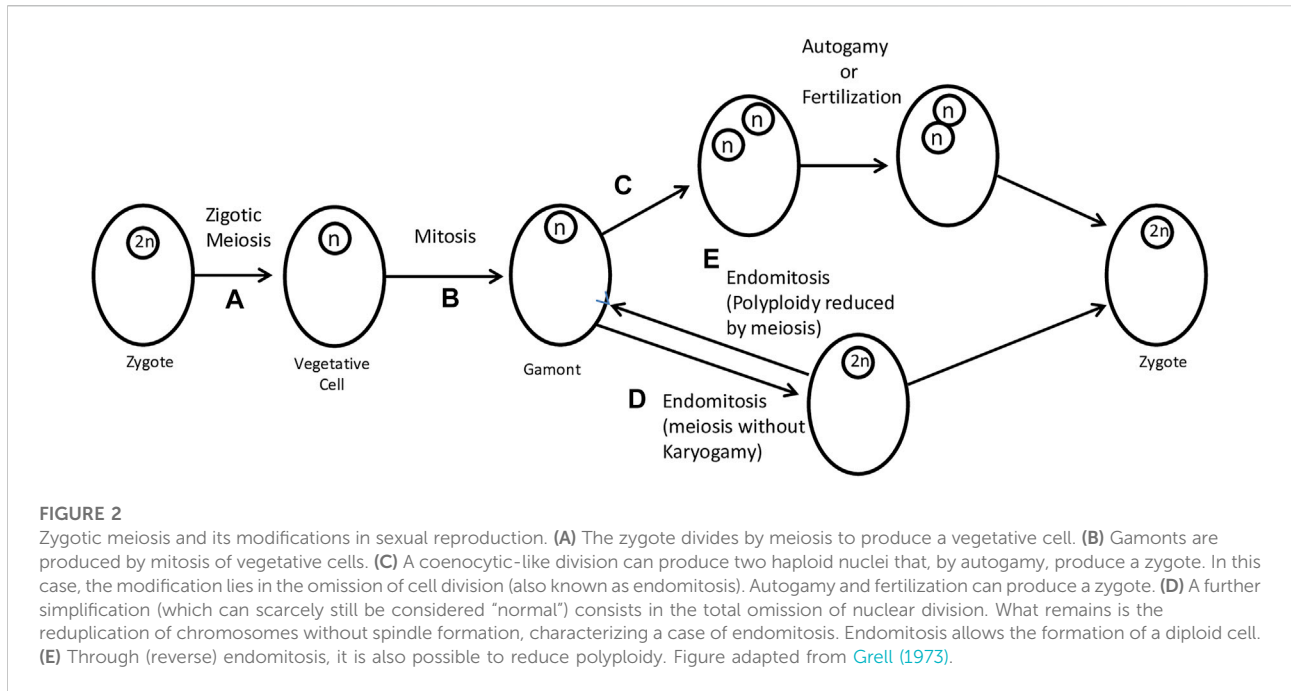 Autogamy
or
Fertilization
n
n
n
n
C
Zigotic
Meiosis
2n
A
Zygote
n
Vegetative
Cell
Mitosis
B
n
Gamont
E
Endomitosis
(Polyploidy reduced
by meiosis)
D
Endomitosis
(meiosis without
Karyogamy)
2n
2n
Zygote
FIGURE 2
Zygotic meiosis and its modifications in sexual reproduction. (A) The zygote divides by meiosis to produce a vegetative cell. (B) Gamonts are
produced by mitosis of vegetative cells. (C) A coenocytic-like division can produce two haploid nuclei that, by autogamy, produce a zygote. In this
case, the modification lies in the omission of cell division (also known as endomitosis). Autogamy and fertilization can produce a zygote. (D) A further
simplification (which can scarcely still be considered “normal”) consists in the total omission of nuclear division. What remains is the
reduplication of chromosomes without spindle formation, characterizing a case of endomitosis. Endomitosis allows the formation of a diploid cell.
(E) Through (reverse) endomitosis, it is also possible to reduce polyploidy. Figure adapted from Grell (1973).